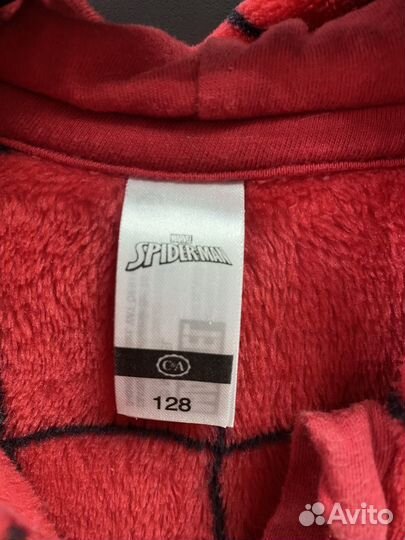 MARVEL
SPIDER-MAN
C&A
128
Avito